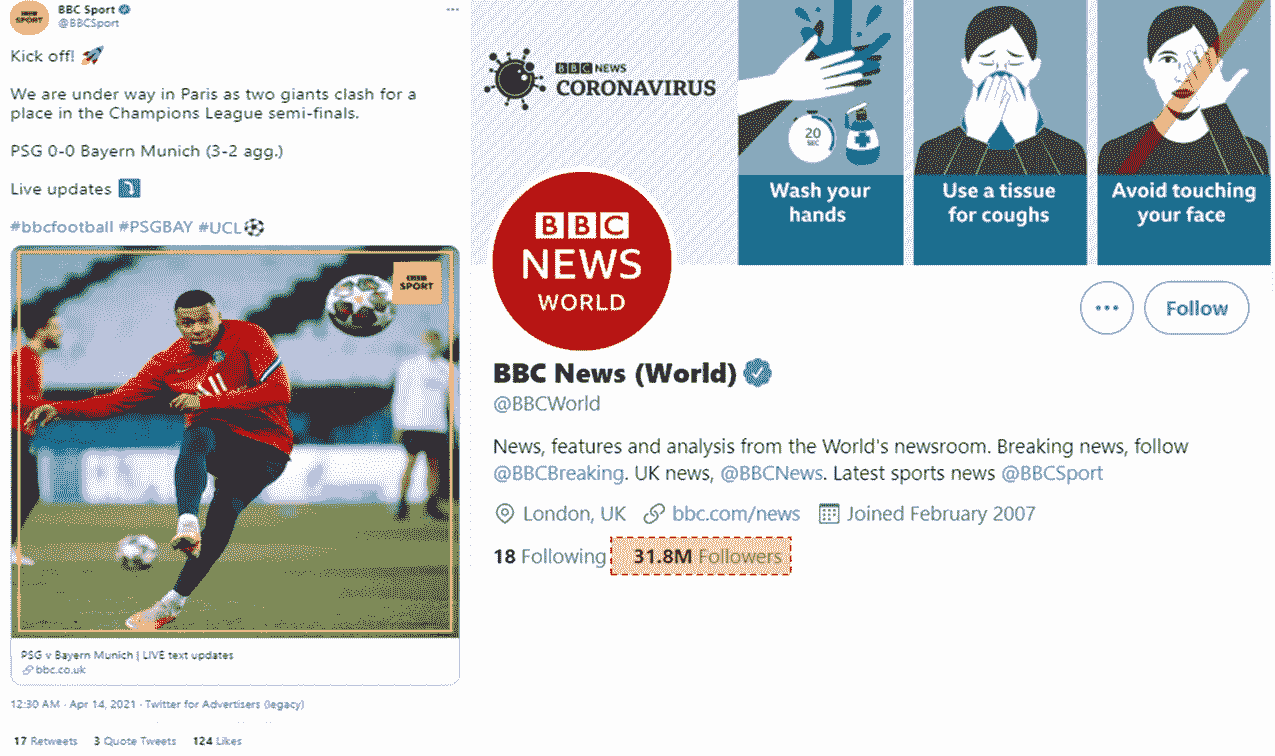 BBC Sport
@BBCSport
Kick off! 🚀
We are under way in Paris as two giants clash for a
place in the Champions League semi-finals.
PSG 0-0 Bayern Munich (3-2 agg.)
Live updates ⤵️
#bbcfootball #PSGBAY #UCL⚽
BBC
SPORT
PSG v Bayern Munich | LIVE text updates
bbc.co.uk
12:30 AM · Apr 14, 2021 · Twitter for Advertisers (legacy)
17 Retweets 3 Quote Tweets 124 Likes
BBC NEWS
CORONAVIRUS
20
SEC
Wash your
hands
Use a tissue
for coughs
Avoid touching
your face
BBC
NEWS
WORLD
Follow
BBC News (World)
@BBCWorld
News, features and analysis from the World's newsroom. Breaking news, follow
@BBCBreaking. UK news, @BBCNews. Latest sports news @BBCSport
London, UK bbc.com/news Joined February 2007
18 Following 31.8M Followers